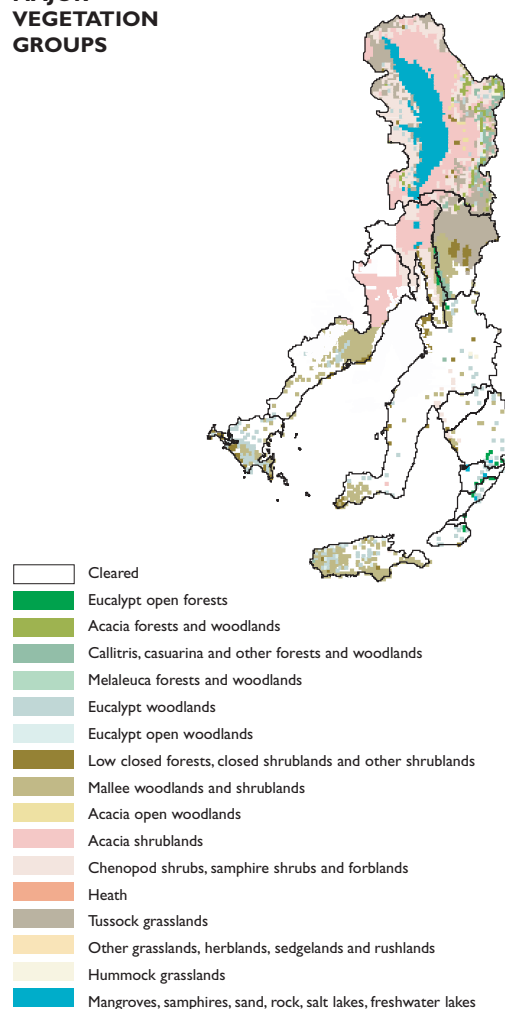 VEGETATION
GROUPS
Cleared
Eucalypt open forests
Acacia forests and woodlands
Callitris, casuarina and other forests and woodlands
Melaleuca forests and woodlands
Eucalypt woodlands
Eucalypt open woodlands
Low closed forests, closed shrublands and other shrublands
Mallee woodlands and shrublands
Acacia open woodlands
Acacia shrublands
Chenopod shrubs, samphire shrubs and forblands
Heath
Tussock grasslands
Other grasslands, herblands, sedgelands and rushlands
Hummock grasslands
Mangroves, samphires, sand, rock, salt lakes, freshwater lakes